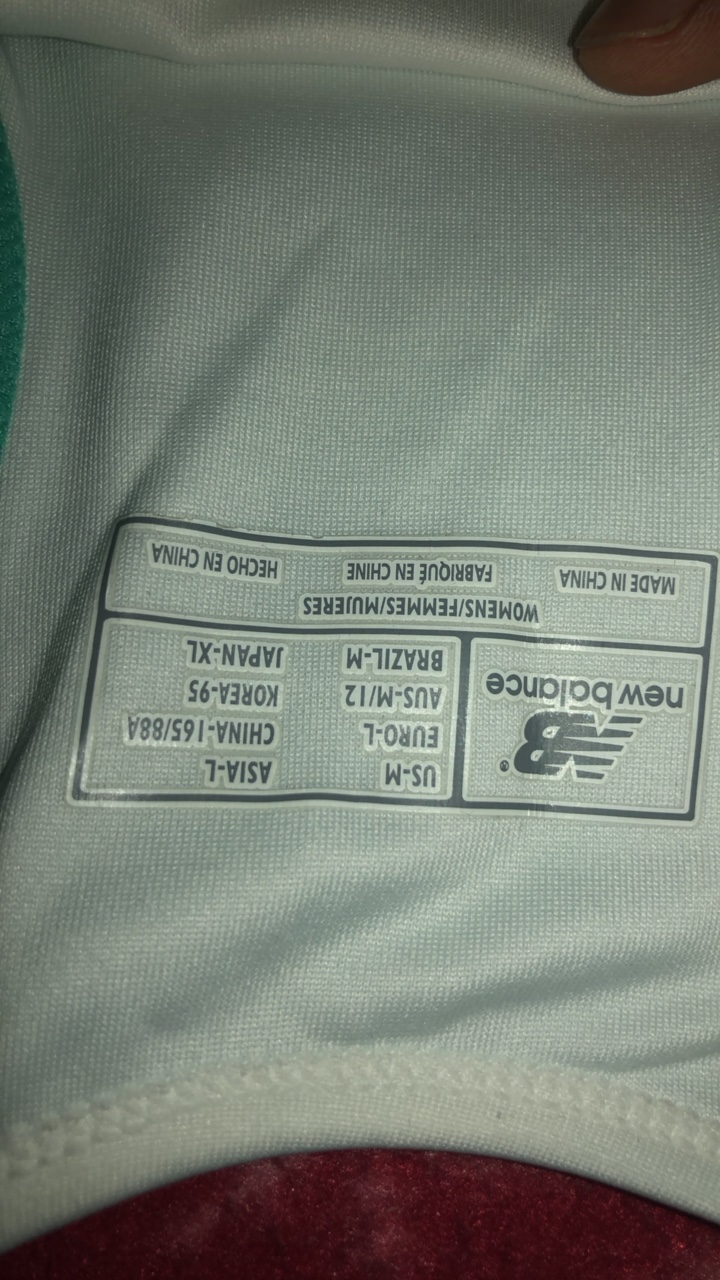 NB®
new balance
US-M ASIA-L
EURO-L CHINA-165/88A
AUS-M/12 KOREA-95
BRAZIL-M JAPAN-XL
WOMENS/FEMMES/MUJERES
MADE IN CHINA FABRIQUÉ EN CHINE HECHO EN CHINA